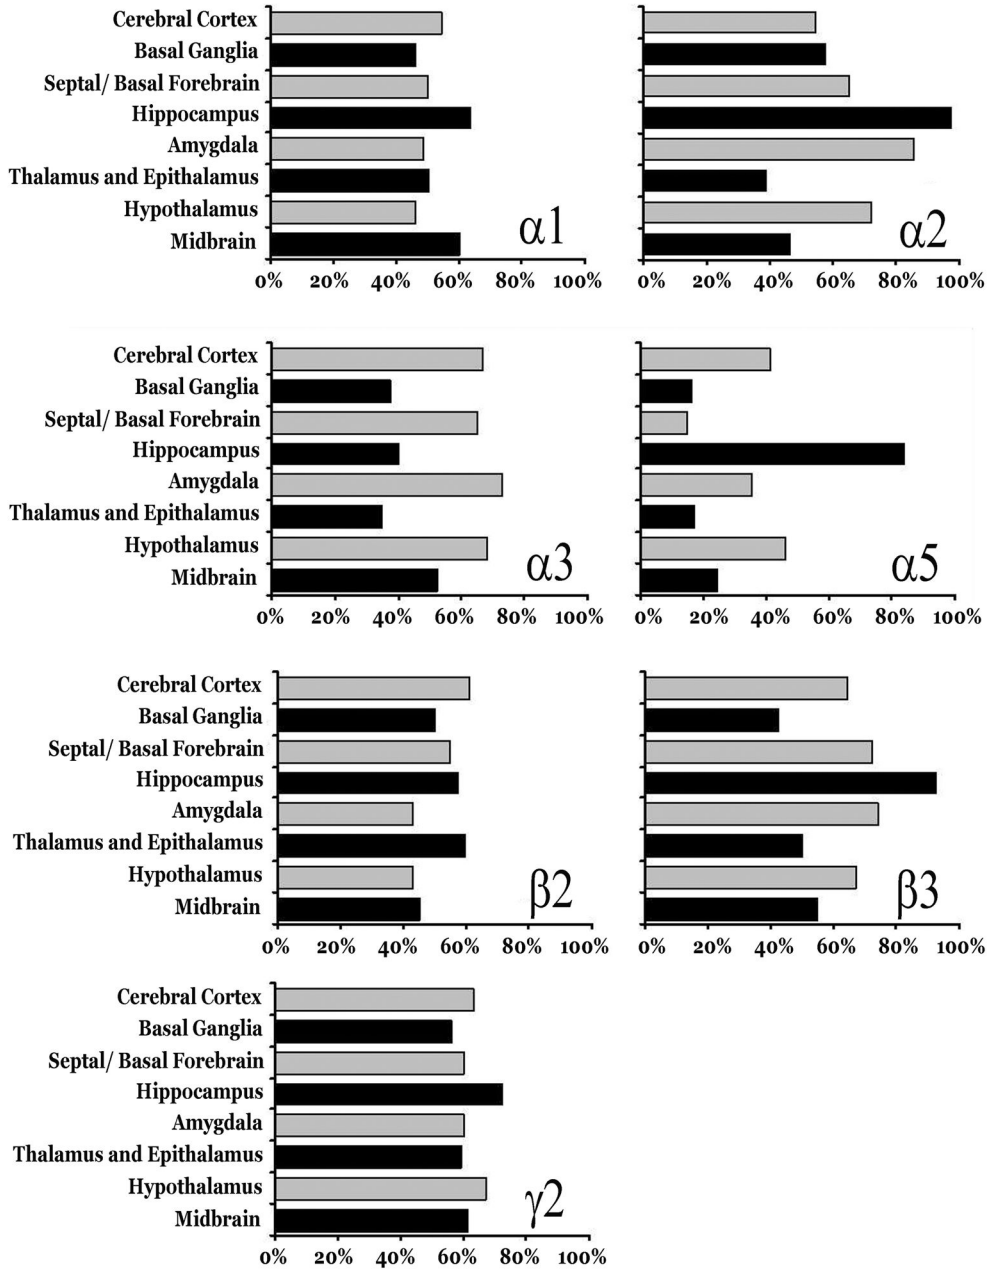 Cerebral Cortex
Basal Ganglia
Septal/ Basal Forebrain
Hippocampus
Amygdala
Thalamus and Epithalamus
Hypothalamus
Midbrain
α1
0% 20% 40% 60% 80% 100%
α2
0% 20% 40% 60% 80% 100%
Cerebral Cortex
Basal Ganglia
Septal/ Basal Forebrain
Hippocampus
Amygdala
Thalamus and Epithalamus
Hypothalamus
Midbrain
α3
0% 20% 40% 60% 80% 100%
α5
0% 20% 40% 60% 80% 100%
Cerebral Cortex
Basal Ganglia
Septal/ Basal Forebrain
Hippocampus
Amygdala
Thalamus and Epithalamus
Hypothalamus
Midbrain
β2
0% 20% 40% 60% 80% 100%
β3
0% 20% 40% 60% 80% 100%
Cerebral Cortex
Basal Ganglia
Septal/ Basal Forebrain
Hippocampus
Amygdala
Thalamus and Epithalamus
Hypothalamus
Midbrain
γ2
0% 20% 40% 60% 80% 100%